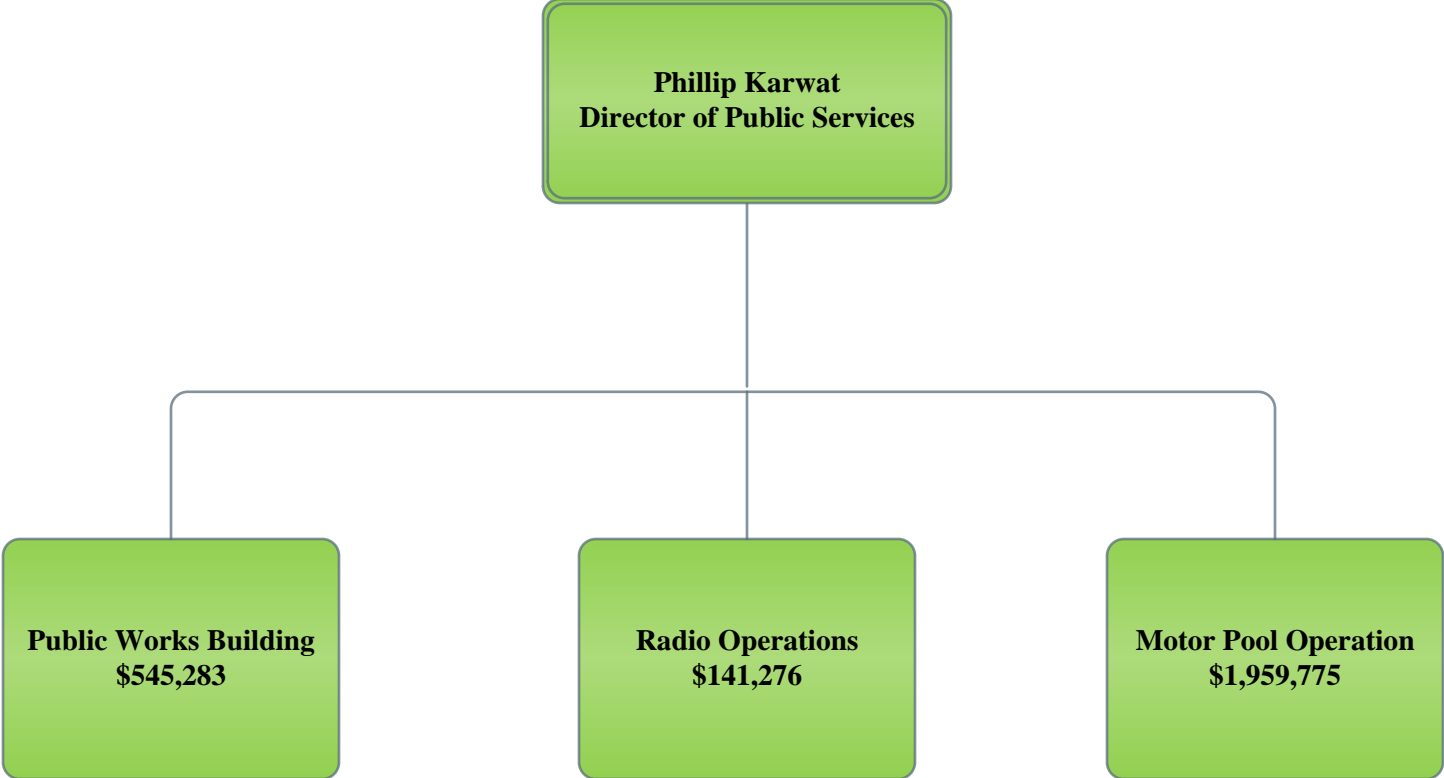 Phillip Karwat
Director of Public Services
Public Works Building
$545,283
Radio Operations
$141,276
Motor Pool Operation
$1,959,775